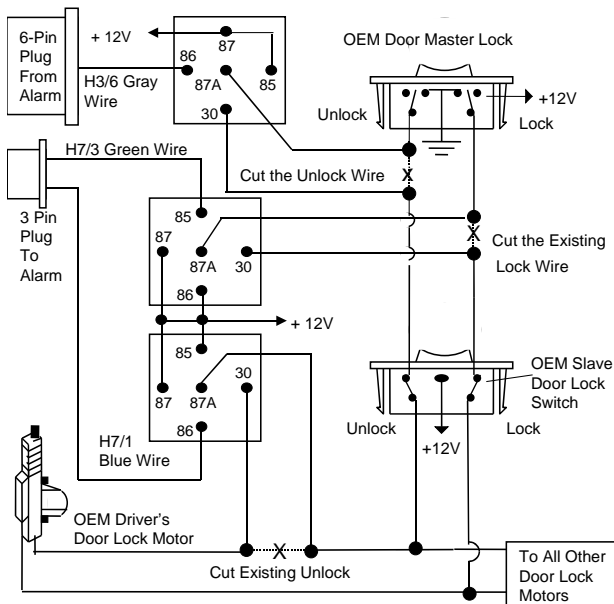 6-Pin
Plug
From
Alarm
+ 12V
86
H3/6 Gray
Wire
87
87A
85
30
OEM Door Master Lock
+12V
Unlock
Lock
H7/3 Green Wire
Cut the Unlock Wire
X
3 Pin
Plug
To
Alarm
85
87
87A
30
86
X
Cut the Existing
Lock Wire
+ 12V
85
30
87
87A
86
H7/1
Blue Wire
OEM Slave
Door Lock
Switch
Unlock
+12V
Lock
OEM Driver's
Door Lock Motor
X
Cut Existing Unlock
To All Other
Door Lock
Motors